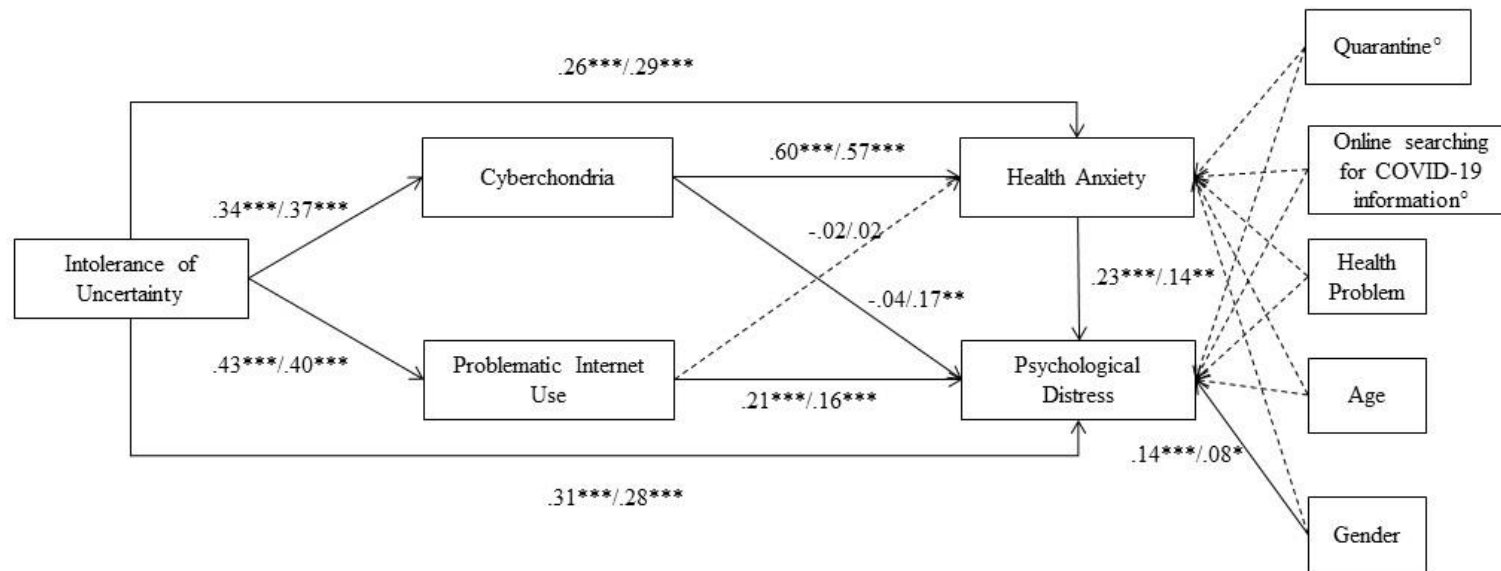 Quarantine°
.26***/.29***
Online searching
for COVID-19
information°
.60***/.57***
Cyberchondria
Health Anxiety
.34***/.37***
-.02/.02
Intolerance of
Uncertainty
Health
Problem
.23***/.14**
-.04/.17**
.43***/.40***
Problematic Internet
Use
Psychological
Distress
.21***/.16***
Age
.14***/.08*
.31***/.28***
Gender